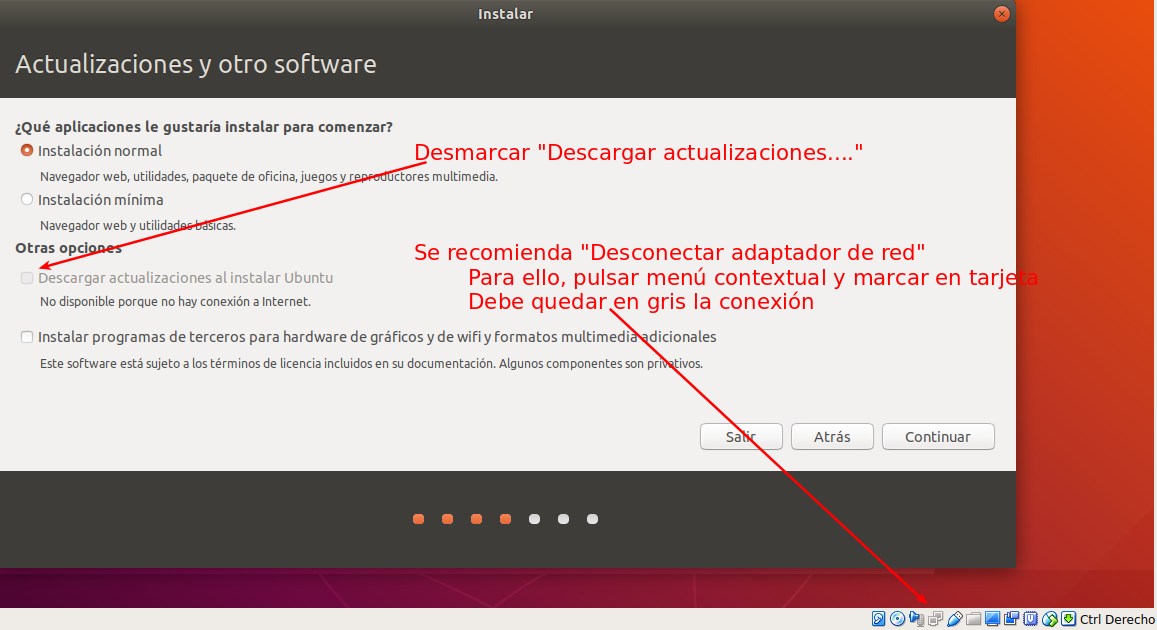 Instalar
Actualizaciones y otro software
¿Qué aplicaciones le gustaría instalar para comenzar?
Instalación normal
Desmarcar "Descargar actualizaciones...."
Navegador web, utilidades, paquete de oficina, juegos y reproductores multimedia.
Instalación mínima
Navegador web y utilidades básicas.
Otras opciones
Se recomienda "Desconectar adaptador de red"
Para ello, pulsar menú contextual y marcar en tarjeta
Descargar actualizaciones al instalar Ubuntu
Debe quedar en gris la conexión
No disponible porque no hay conexión a Internet.
Instalar programas de terceros para hardware de gráficos y de wifi y formatos multimedia adicionales
Este software está sujeto a los términos de licencia incluidos en su documentación. Algunos componentes son privativos.
Salir
Atrás
Continuar
Ctrl Derecho